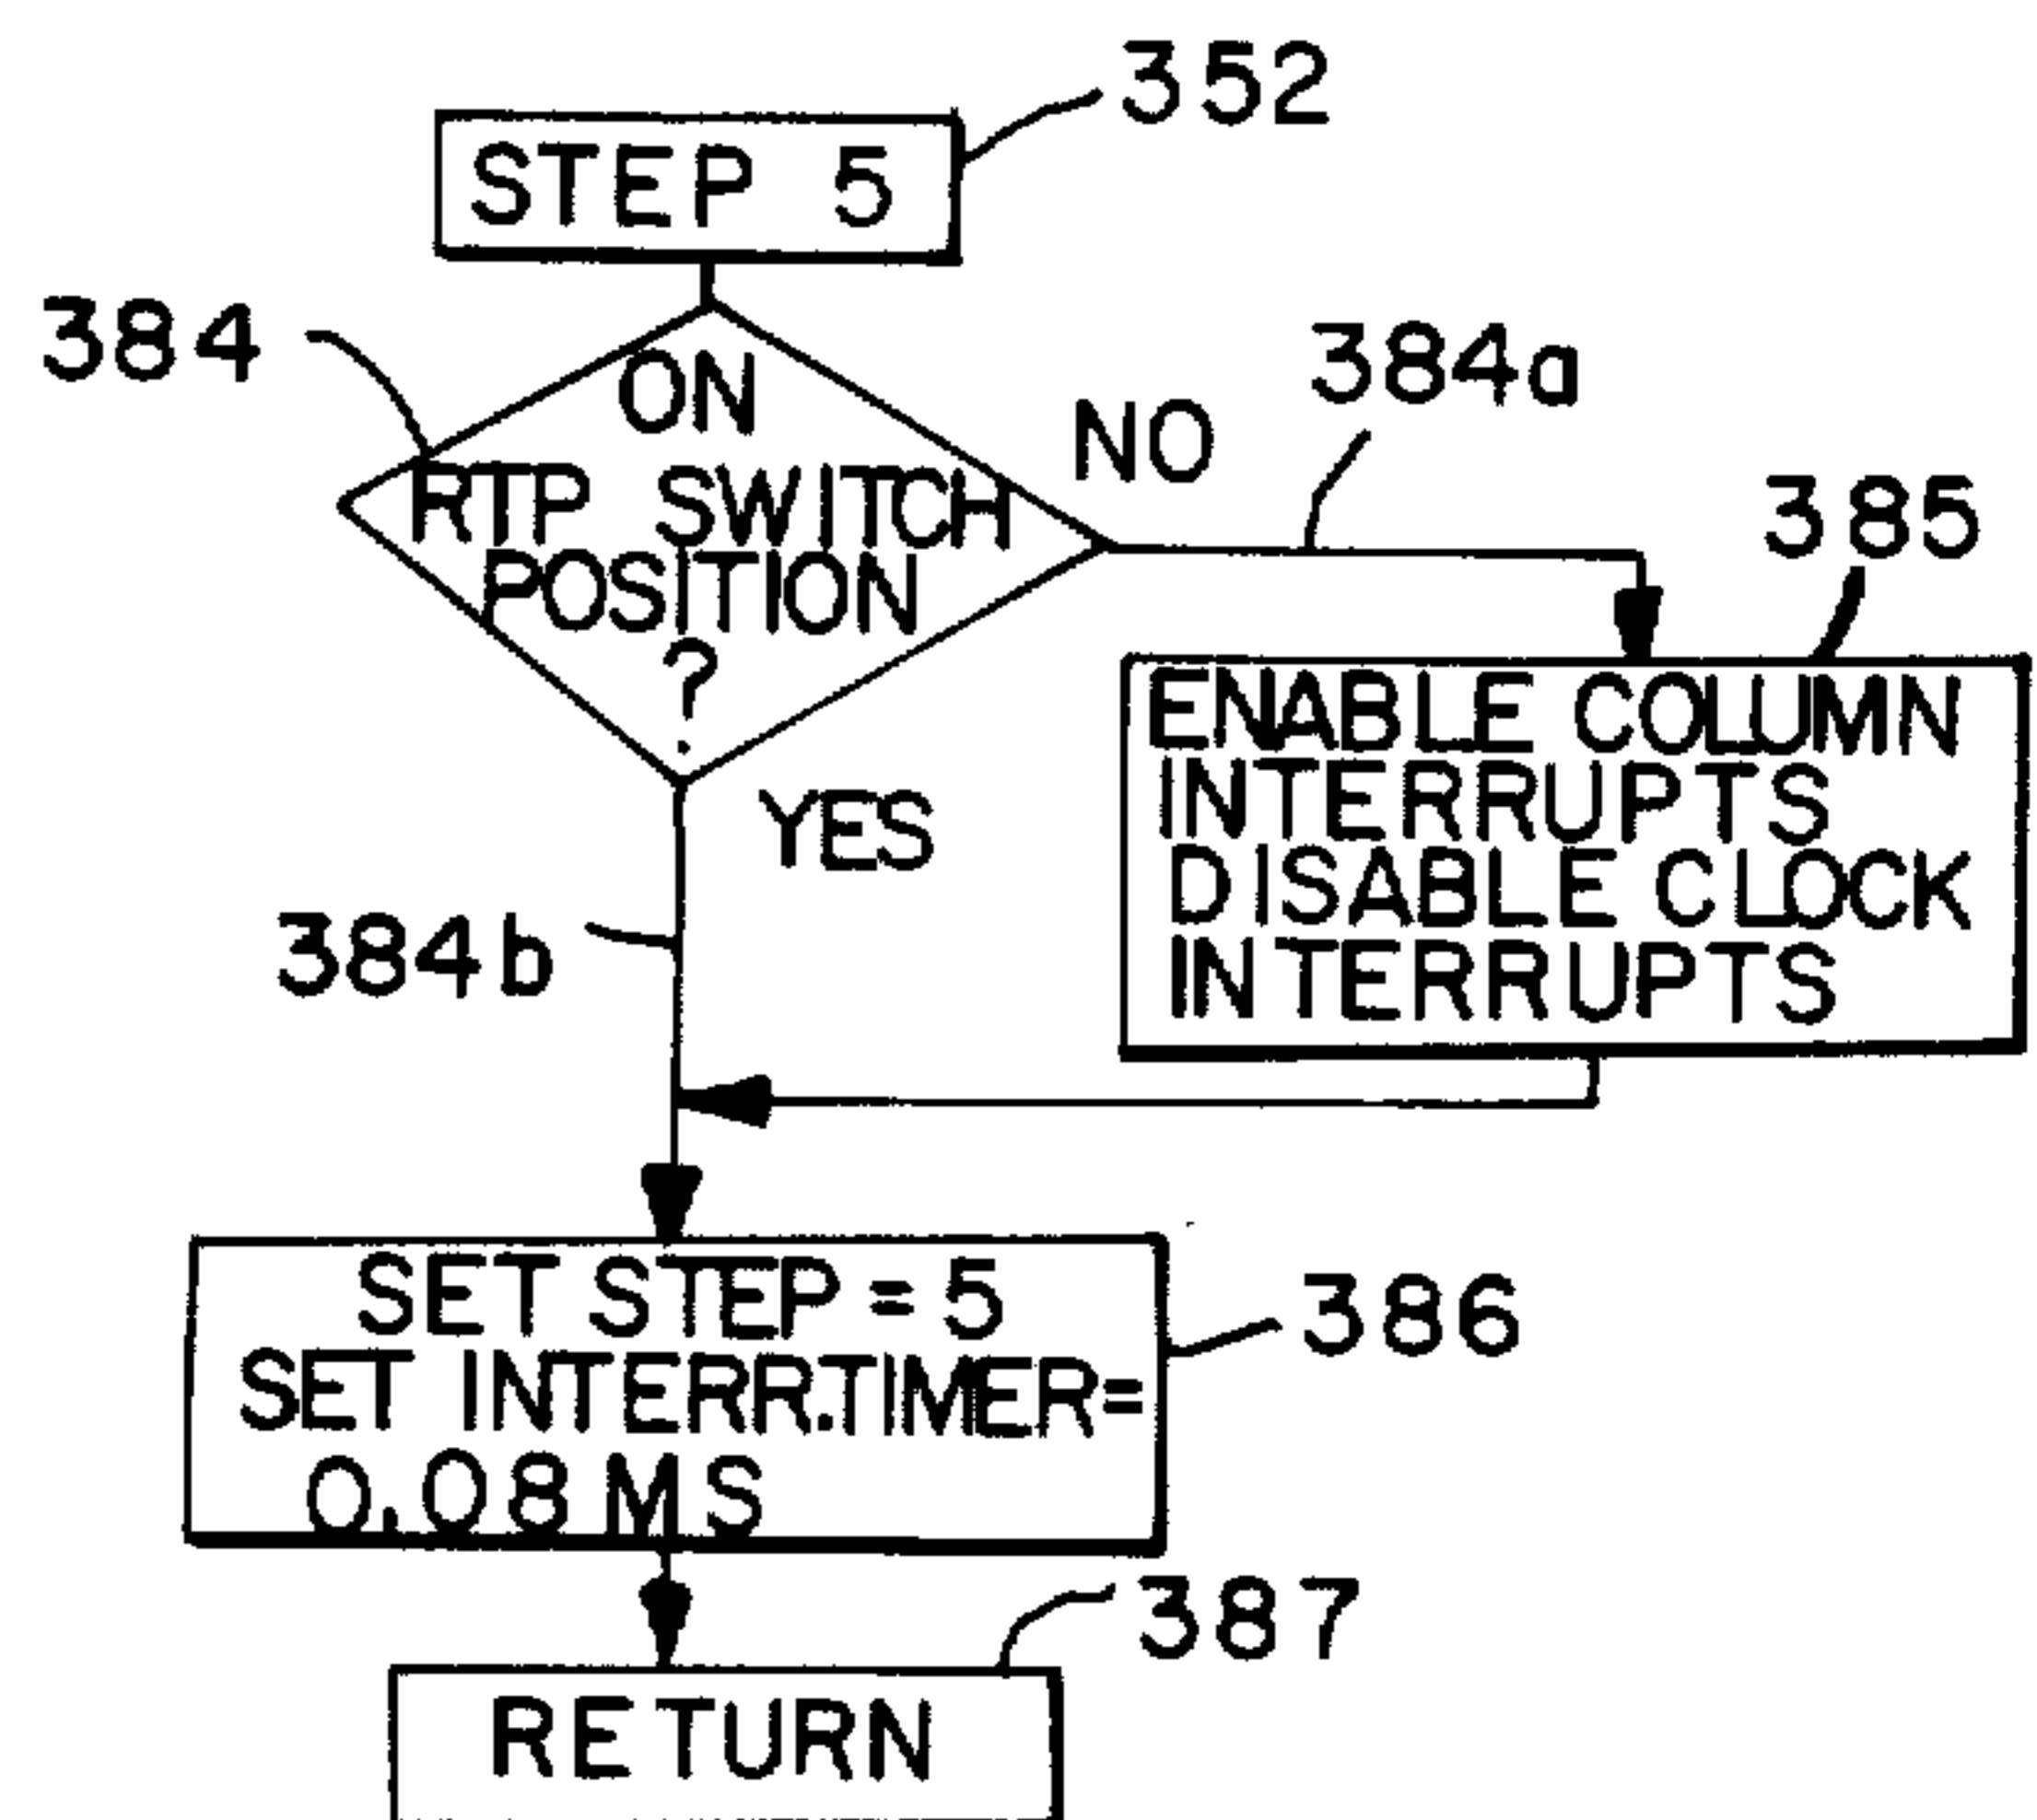 352
STEP 5
384
ON
RTP SWITCH
POSITION
?
NO
384a
385
ENABLE COLUMN
INTERRUPTS
DISABLE CLOCK
INTERRUPTS
YES
384b
SET STEP = 5
SET INTERR.TIMER=
0.08 MS
386
387
RETURN